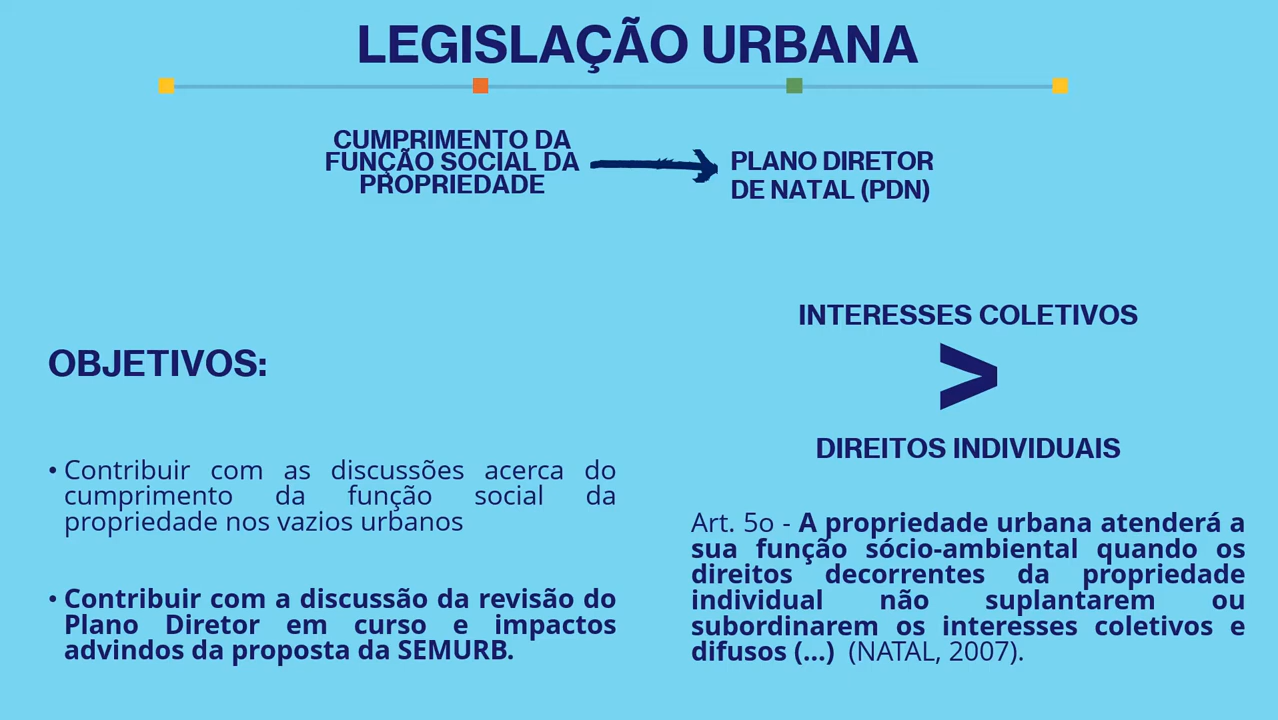 LEGISLAÇÃO URBANA
CUMPRIMENTO DA
FUNÇÃO SOCIAL DA
PROPRIEDADE
PLANO DIRETOR
DE NATAL (PDN)
OBJETIVOS:
• Contribuir com as discussões acerca do
cumprimento da função social da
propriedade nos vazios urbanos
• Contribuir com a discussão da revisão do
Plano Diretor em curso e impactos
advindos da proposta da SEMURB.
INTERESSES COLETIVOS
>
DIREITOS INDIVIDUAIS
Art. 5o - A propriedade urbana atenderá a
sua função sócio-ambiental quando os
direitos decorrentes da propriedade
individual não suplantarem ou
subordinarem os interesses coletivos e
difusos (...) (NATAL, 2007).